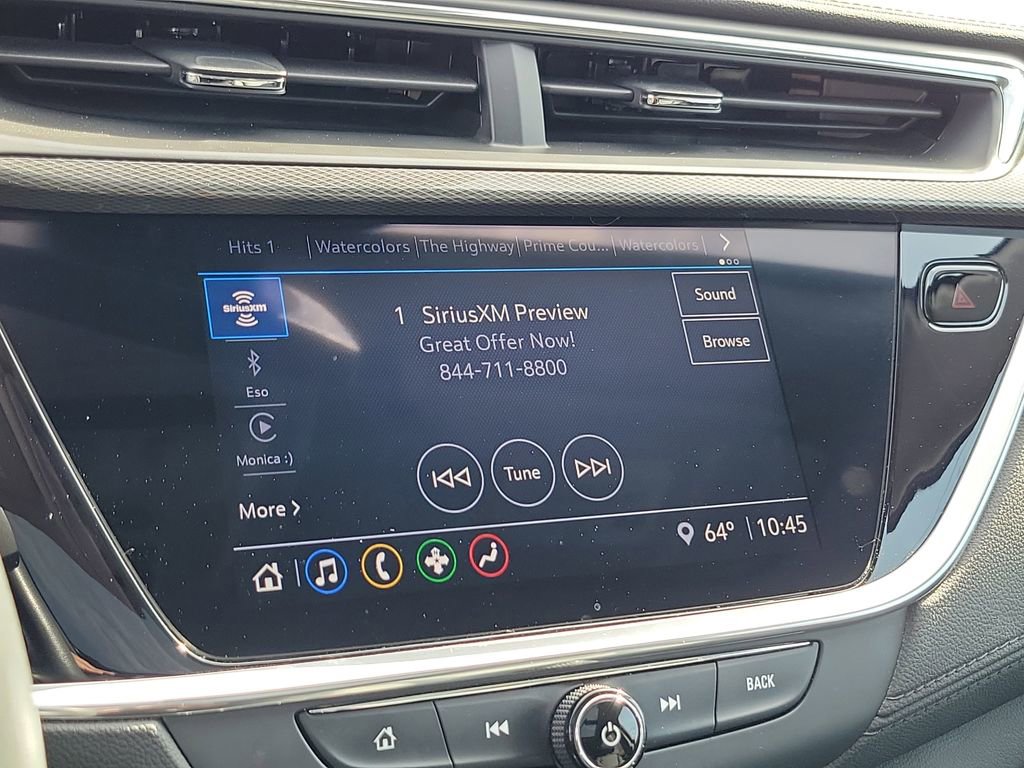 Hits 1 Watercolors The Highway Prime Cou... Watercolors
SiriusXM
1 SiriusXM Preview
Great Offer Now!
844-711-8800
Sound
Browse
Eso
Monica :)
Tune
More
64° 10:45
BACK